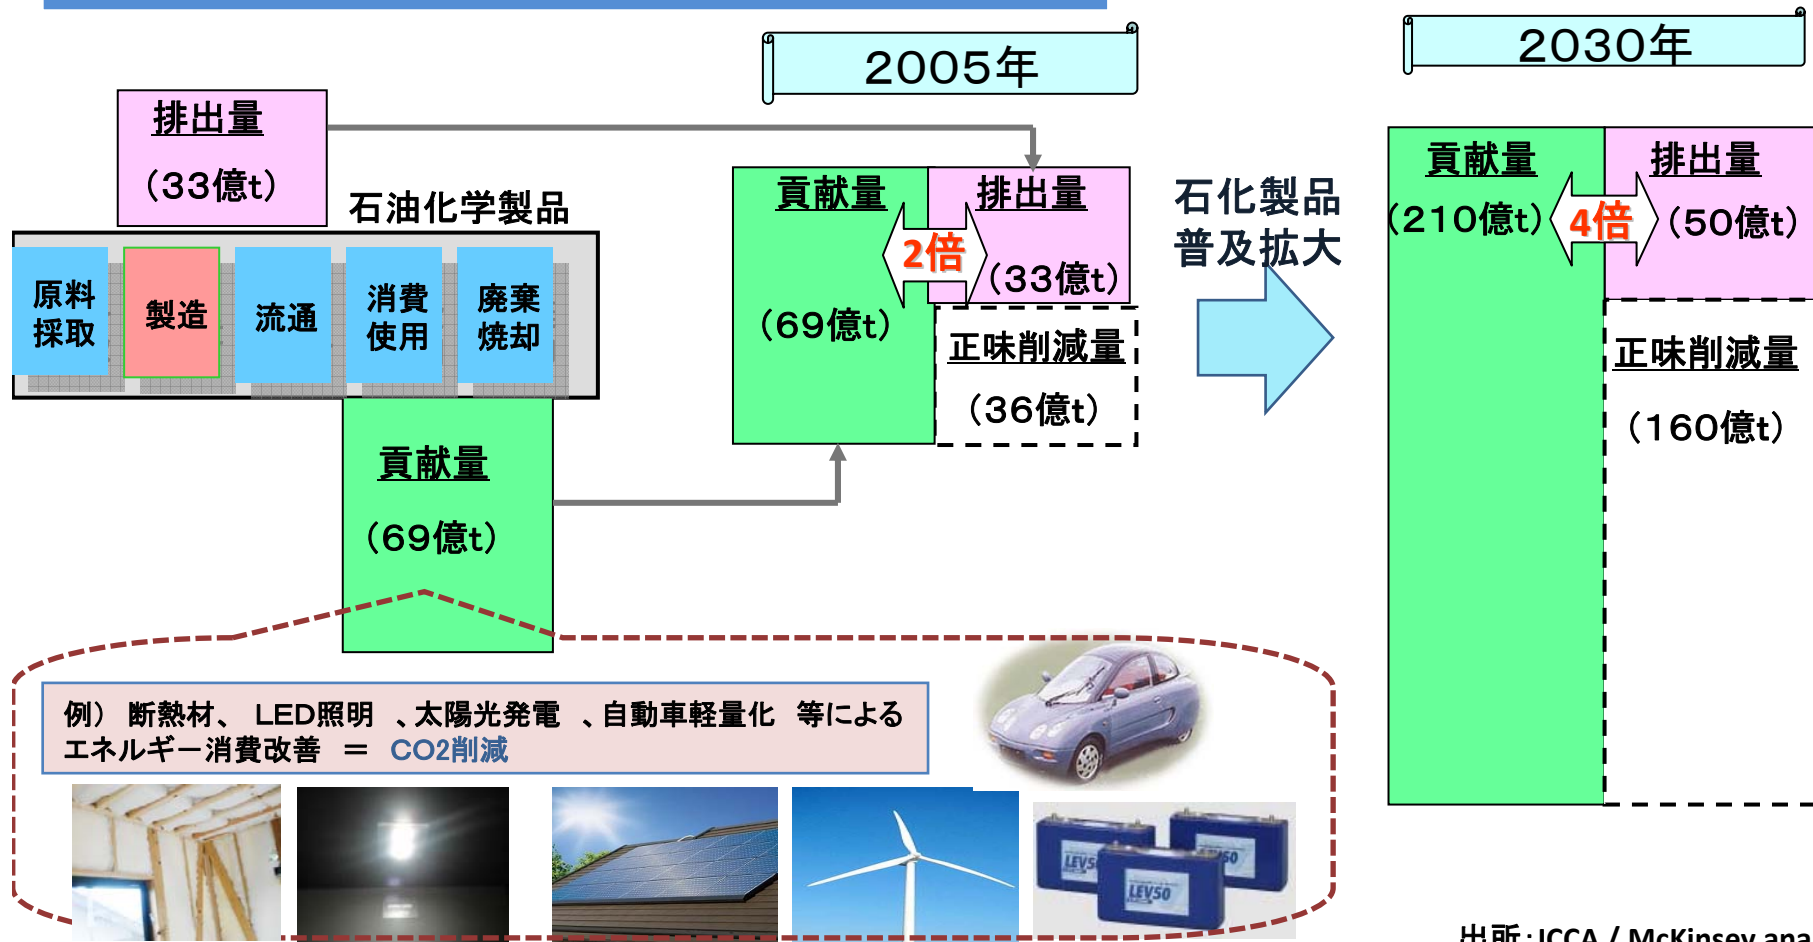 2005年
2030年
排出量
（33億t）
石油化学製品
原料
採取
製造
流通
消費
使用
廃棄
焼却
貢献量
（69億t）
貢献量
（69億t）
2倍
排出量
（33億t）
正味削減量
（36億t）
石化製品
普及拡大
貢献量
（210億t）
4倍
排出量
（50億t）
正味削減量
（160億t）
例） 断熱材、 LED照明 、太陽光発電 、自動車軽量化 等による
エネルギー消費改善 ＝ CO2削減
LEV50
出所：ICCA / McKinsey ana